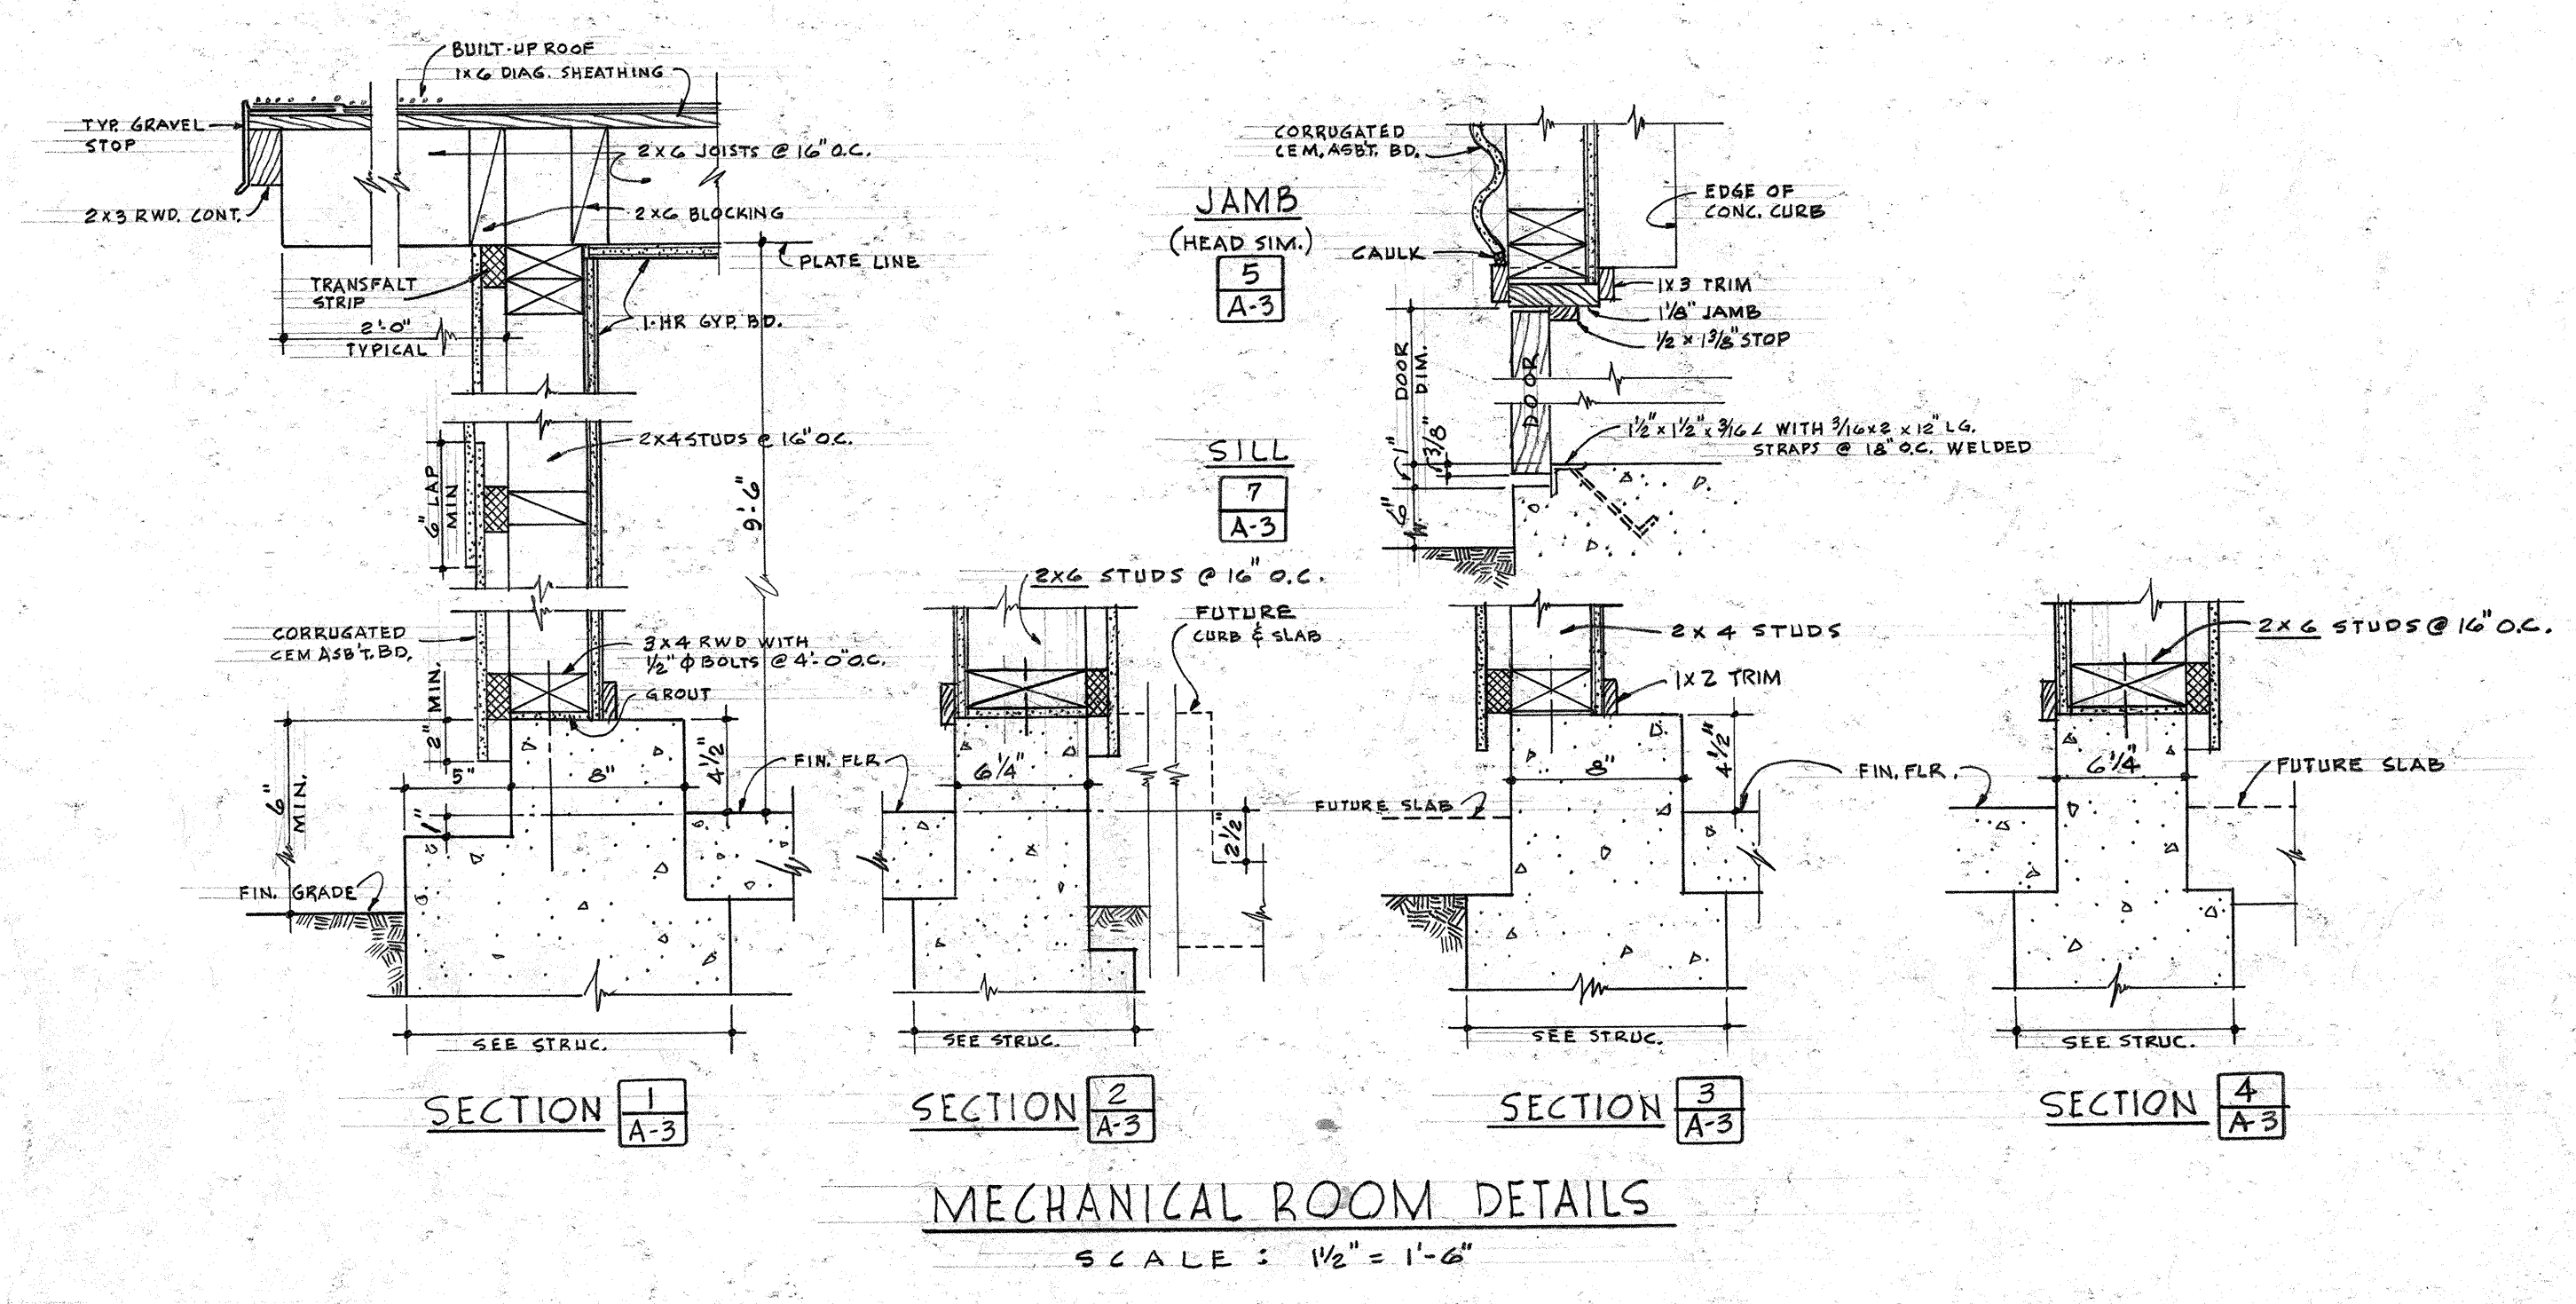 BUILT-UP ROOF
1X6 DIAG. SHEATHING
TYP. GRAVEL
STOP
2X6 JOISTS @ 16" O.C.
2X3 RWD. CONT.
2X6 BLOCKING
PLATE LINE
TRANSFALT
STRIP
2'-0"
TYPICAL
1-HR GYP. BD.
2X4 STUDS @ 16" O.C.
6" LAP
MIN
9'-6"
CORRUGATED
CEM ASB'T. BD.
3X4 RWD WITH
1/2" Φ BOLTS @ 4'-0" O.C.
GROUT
2" MIN.
5"
8"
4 1/2"
6"
MIN.
1"
FIN. FLR.
FIN. GRADE
SEE STRUC.
SECTION 1
A-3
2X6 STUDS @ 16" O.C.
FUTURE
CURB & SLAB
6 1/4"
2 1/2"
SEE STRUC.
SECTION 2
A-3
CORRUGATED
CEM. ASB'T. BD.
JAMB
(HEAD SIM.)
5
A-3
CAULK
EDGE OF
CONC. CURB
1X3 TRIM
1 1/8" JAMB
1/2 X 1 3/8" STOP
DOOR
DIM.
DOOR
SILL
7
A-3
1 1/2" X 1 1/2" X 3/16 ∠ WITH 3/16 X 2 X 12" LG.
STRAPS @ 18" O.C. WELDED
1"
3/8"
6"
2 X 4 STUDS
1X2 TRIM
8"
4 1/2"
FUTURE SLAB
FIN. FLR.
SEE STRUC.
SECTION 3
A-3
2X6 STUDS @ 16" O.C.
6 1/4"
FUTURE SLAB
SEE STRUC.
SECTION 4
A-3
MECHANICAL ROOM DETAILS
SCALE: 1 1/2" = 1'-6"